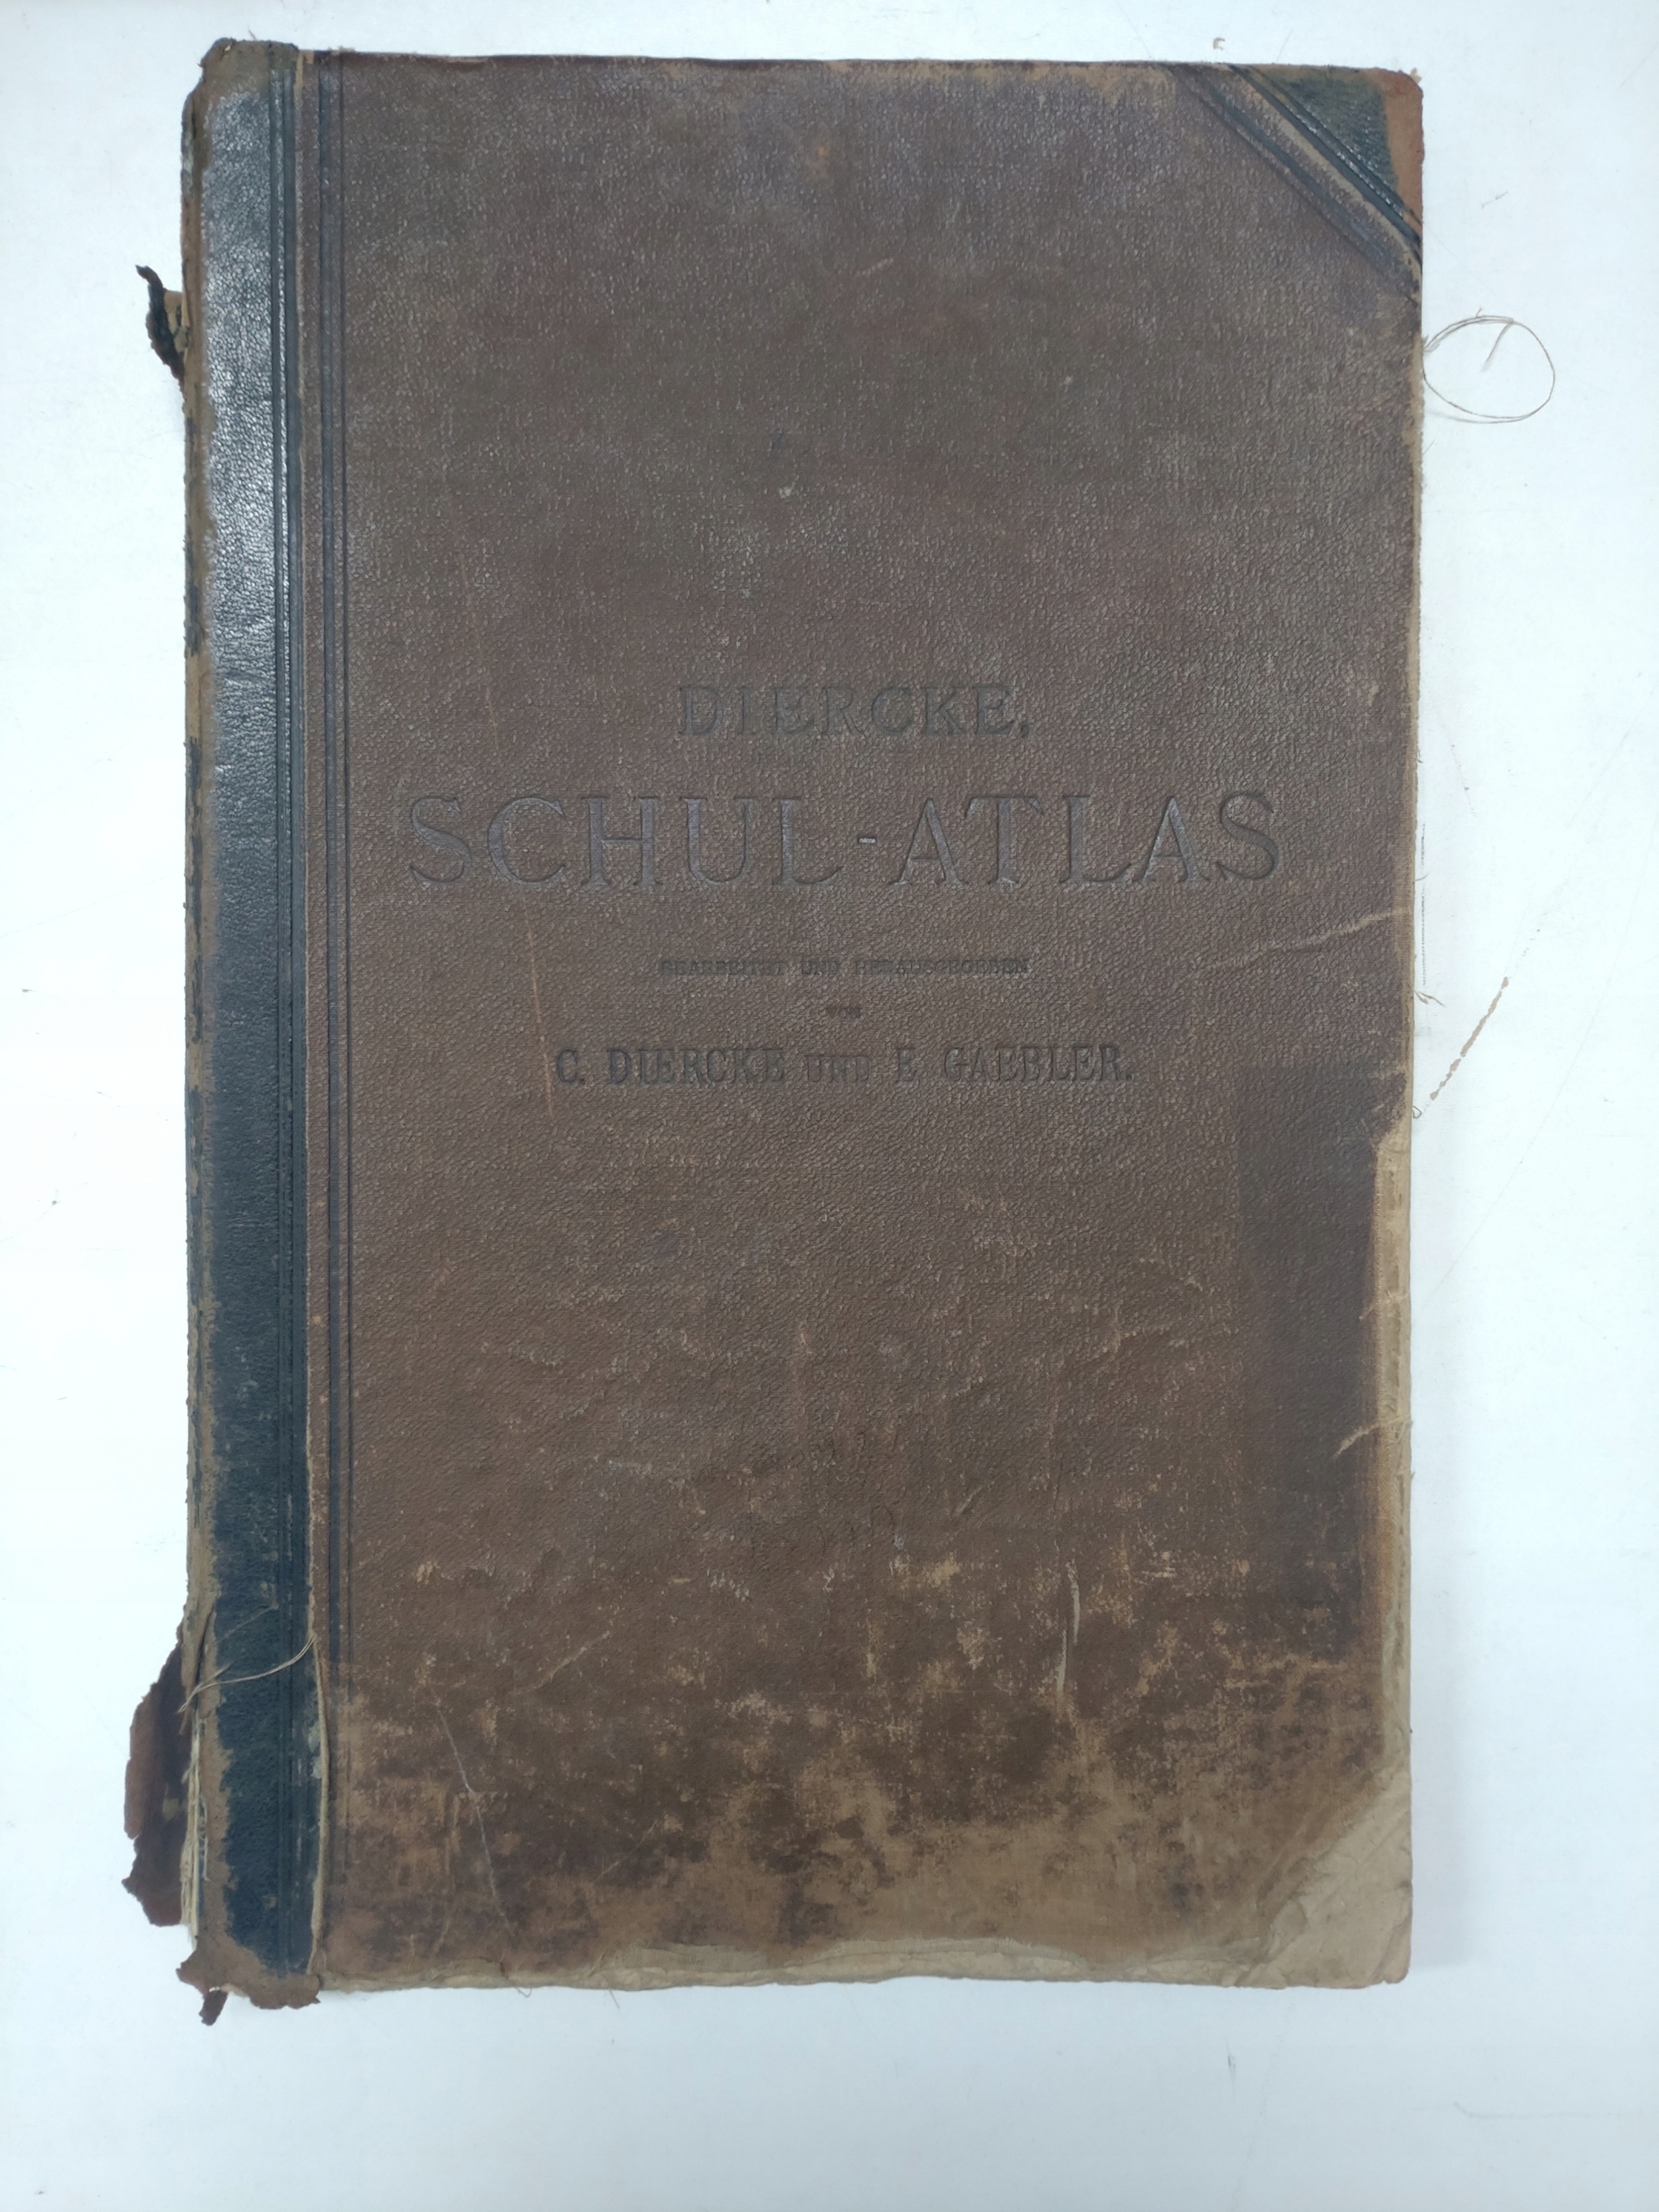 DIERCKE,
SCHUL-ATLAS
BEARBEITET UND HERAUSGEGEBEN
VON
C. DIERCKE UND E. GAEBLER.